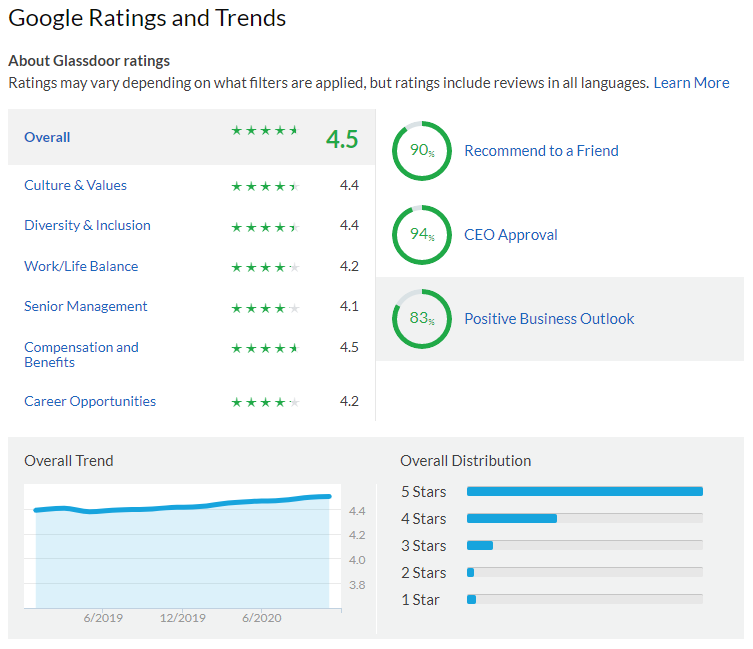 Google Ratings and Trends
About Glassdoor ratings
Ratings may vary depending on what filters are applied, but ratings include reviews in all languages. Learn More
Overall 4.5
Culture & Values 4.4
Diversity & Inclusion 4.4
Work/Life Balance 4.2
Senior Management 4.1
Compensation and
Benefits 4.5
Career Opportunities 4.2
90% Recommend to a Friend
94% CEO Approval
83% Positive Business Outlook
Overall Trend
4.4
4.2
4.0
3.8
6/2019 12/2019 6/2020
Overall Distribution
5 Stars
4 Stars
3 Stars
2 Stars
1 Star